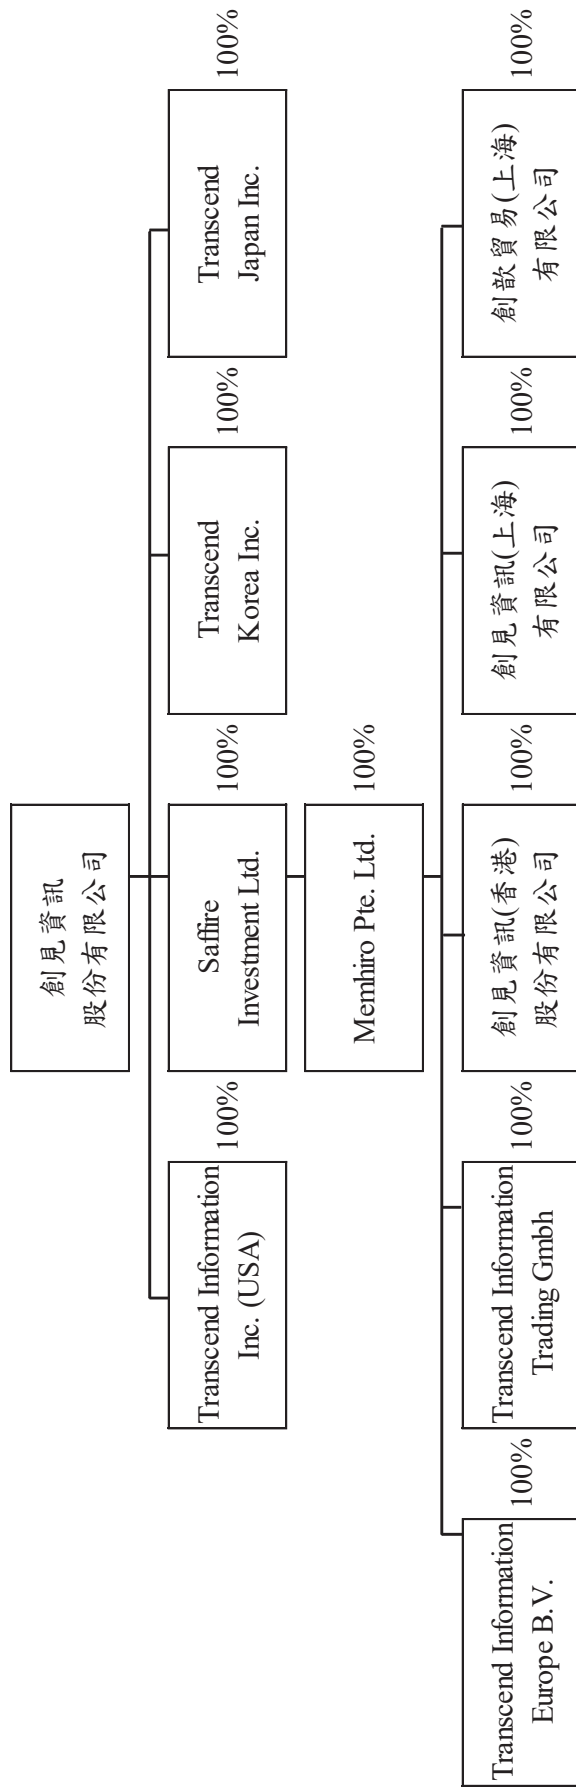 創見資訊
股份有限公司
Transcend Information
Inc. (USA)
100%
Saffire
Investment Ltd.
100%
Transcend
Korea Inc.
100%
Transcend
Japan Inc.
100%
Memhiro Pte. Ltd.
100%
Transcend Information
Europe B.V.
100%
Transcend Information
Trading Gmbh
100%
創見資訊(香港)
股份有限公司
100%
創見資訊(上海)
有限公司
100%
創歆貿易(上海)
有限公司
100%